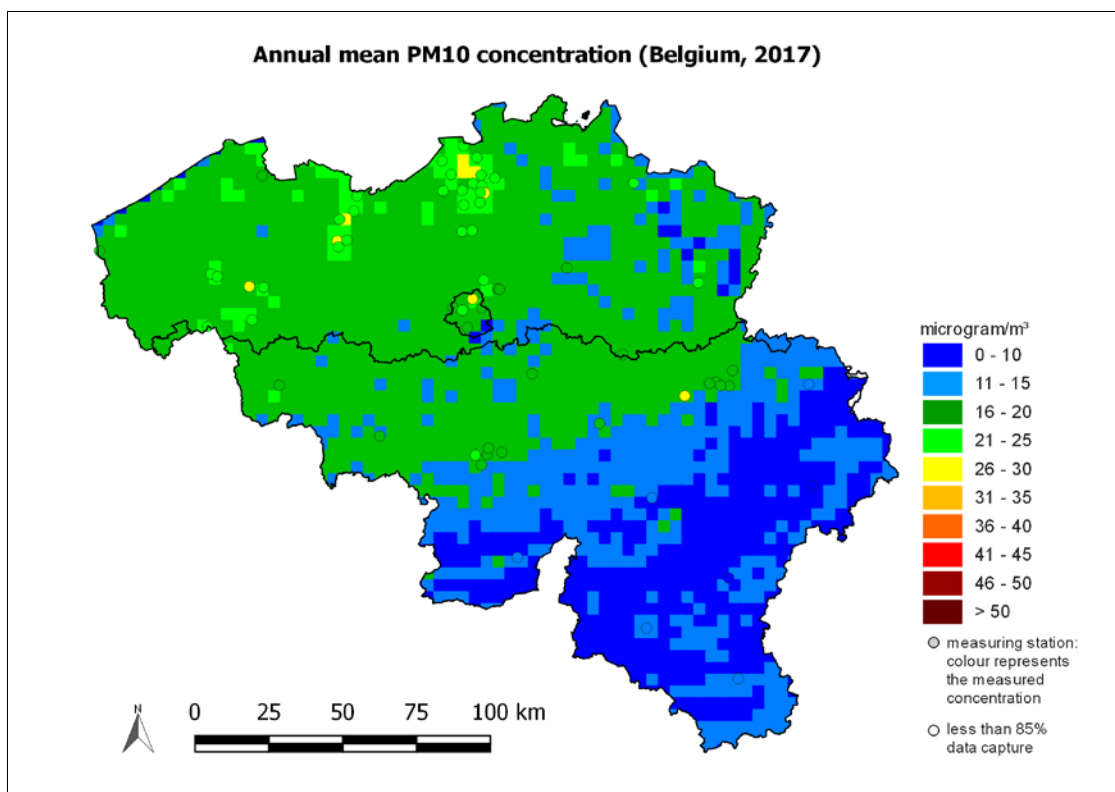 Annual mean PM10 concentration (Belgium, 2017)
microgram/m³
0 - 10
11 - 15
16 - 20
21 - 25
26 - 30
31 - 35
36 - 40
41 - 45
46 - 50
> 50
measuring station:
colour represents
the measured
concentration
less than 85%
data capture
N
0 25 50 75 100 km